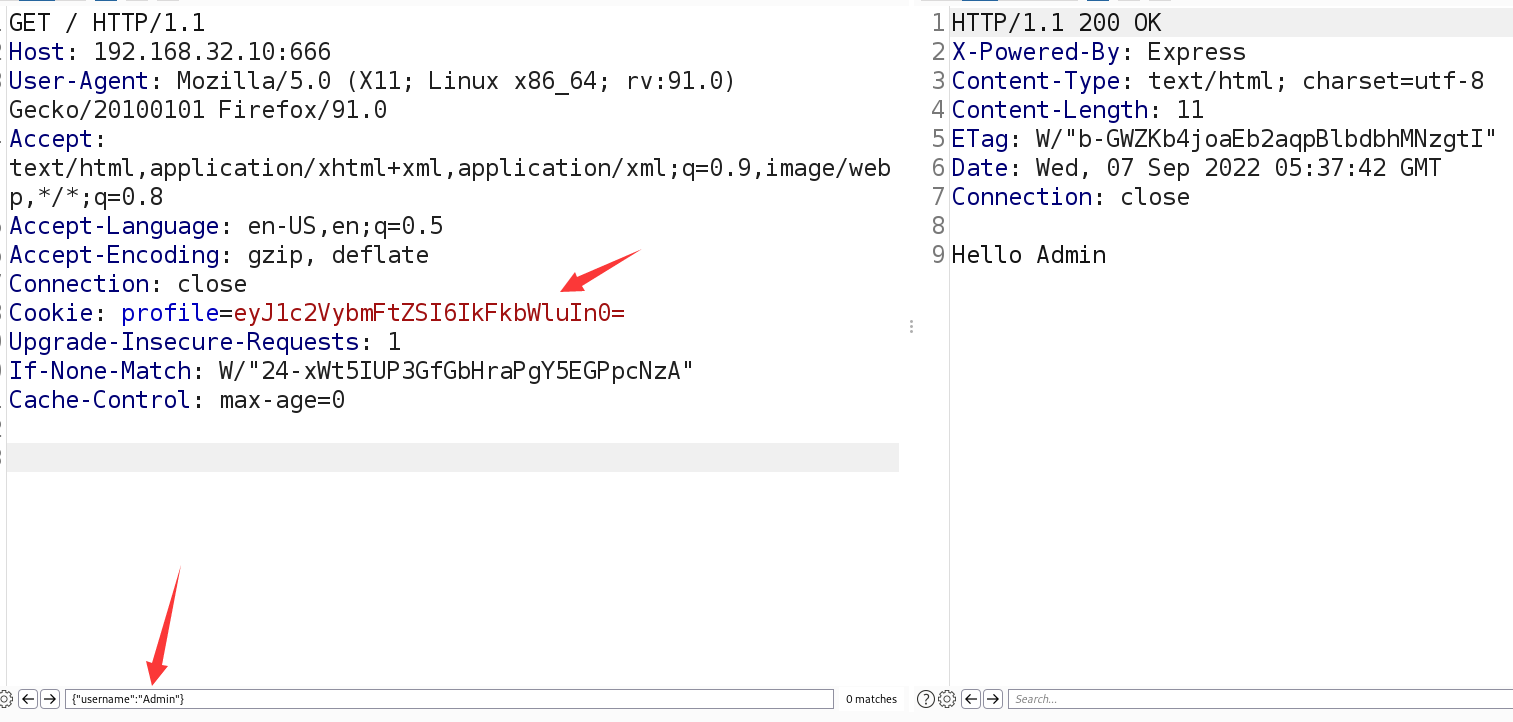 GET / HTTP/1.1
Host: 192.168.32.10:666
User-Agent: Mozilla/5.0 (X11; Linux x86_64; rv:91.0)
Gecko/20100101 Firefox/91.0
Accept:
text/html,application/xhtml+xml,application/xml;q=0.9,image/web
p,*/*;q=0.8
Accept-Language: en-US,en;q=0.5
Accept-Encoding: gzip, deflate
Connection: close
Cookie: profile=eyJ1c2VybmFtZSI6IkFkbWluIn0=
Upgrade-Insecure-Requests: 1
If-None-Match: W/"24-xWt5IUP3GfGbHraPgY5EGPpcNzA"
Cache-Control: max-age=0
{"username":"Admin"}
0 matches
1 HTTP/1.1 200 OK
2 X-Powered-By: Express
3 Content-Type: text/html; charset=utf-8
4 Content-Length: 11
5 ETag: W/"b-GWZKb4joaEb2aqpBlbdbhMNzgtI"
6 Date: Wed, 07 Sep 2022 05:37:42 GMT
7 Connection: close
8
9 Hello Admin
?
Search...